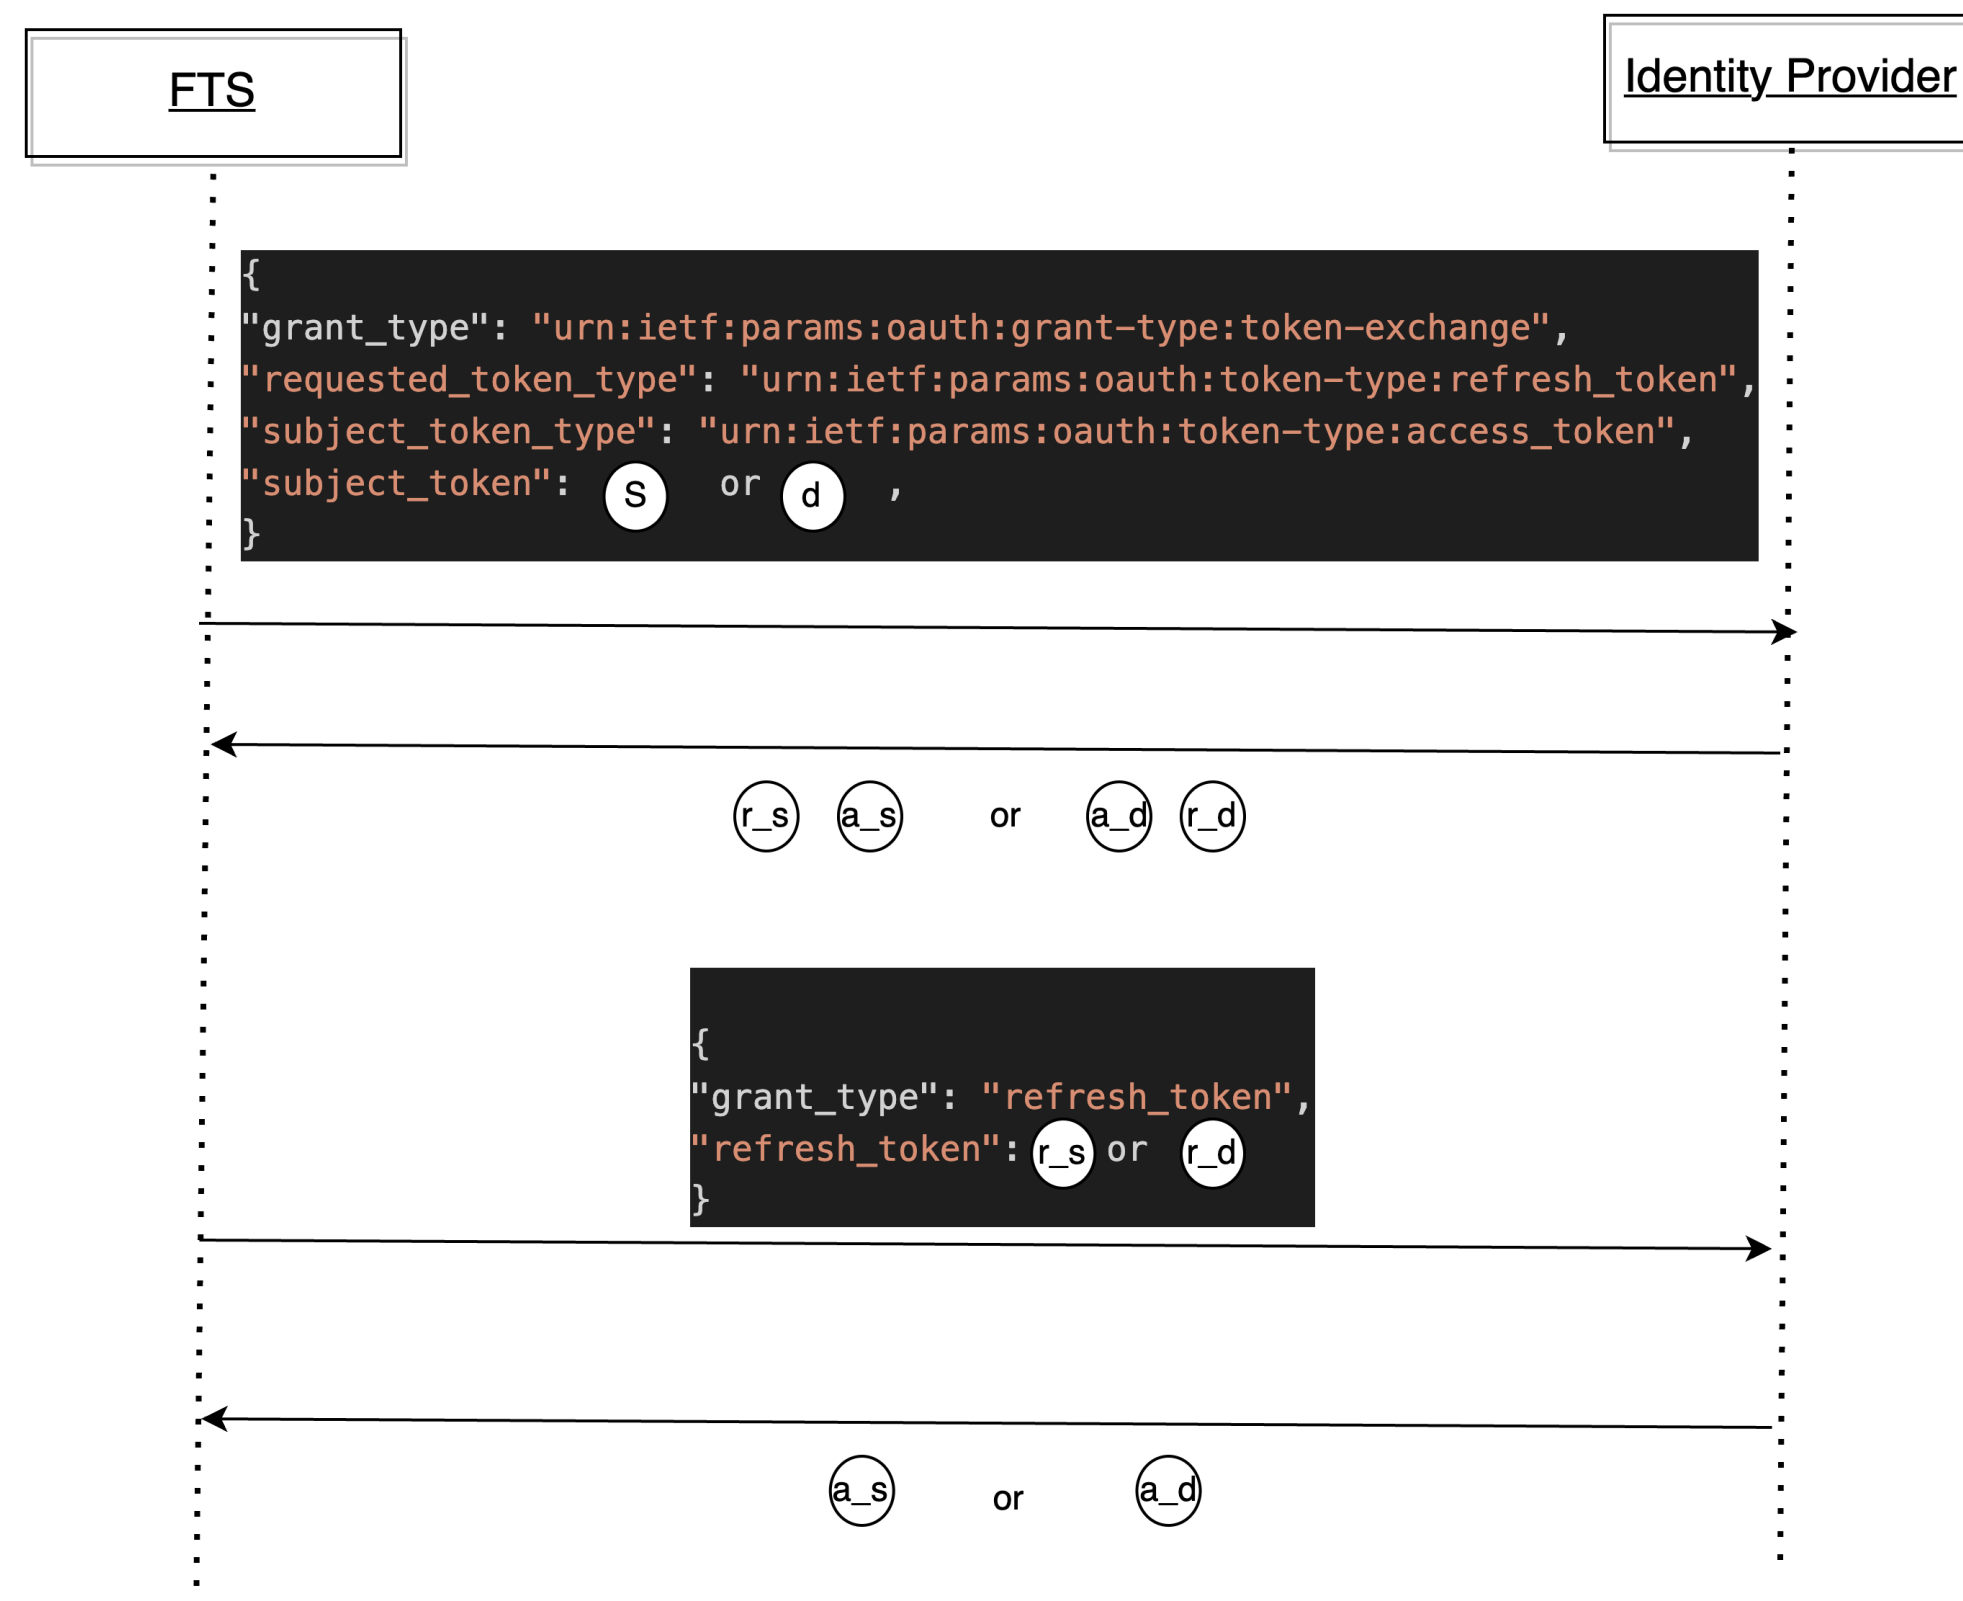 FTS
Identity Provider
{
"grant_type": "urn:ietf:params:oauth:grant-type:token-exchange",
"requested_token_type": "urn:ietf:params:oauth:token-type:refresh_token",
"subject_token_type": "urn:ietf:params:oauth:token-type:access_token",
"subject_token": S or d ,
}
r_s a_s or a_d r_d
{
"grant_type": "refresh_token",
"refresh_token": r_s or r_d
}
a_s or a_d